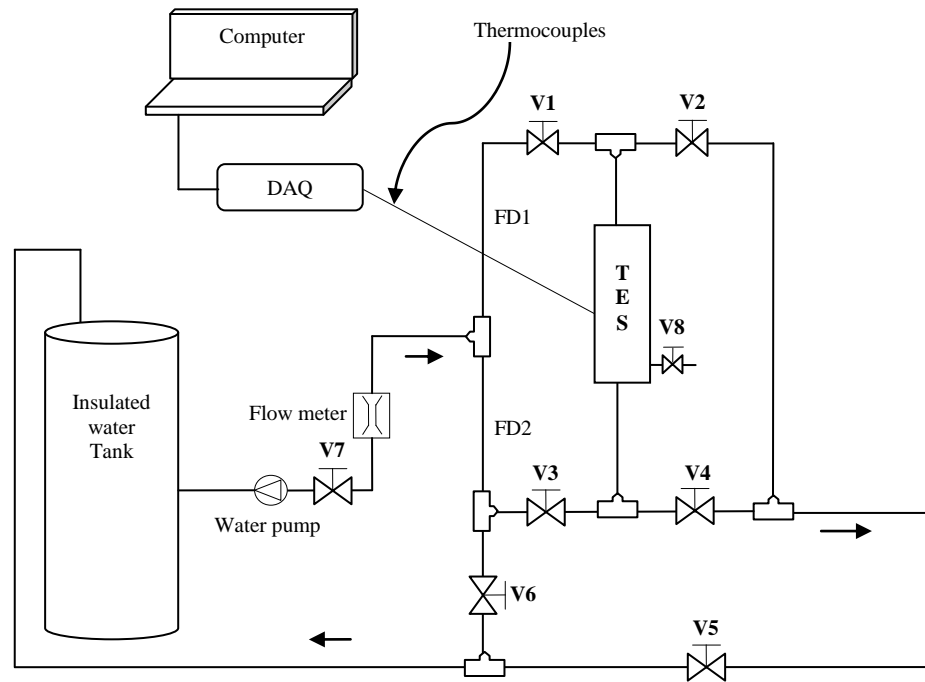 Computer
Thermocouples
V1
V2
DAQ
FD1
T
E
S
V8
Insulated
water
Tank
Flow meter
FD2
V7
V3
V4
Water pump
V6
V5